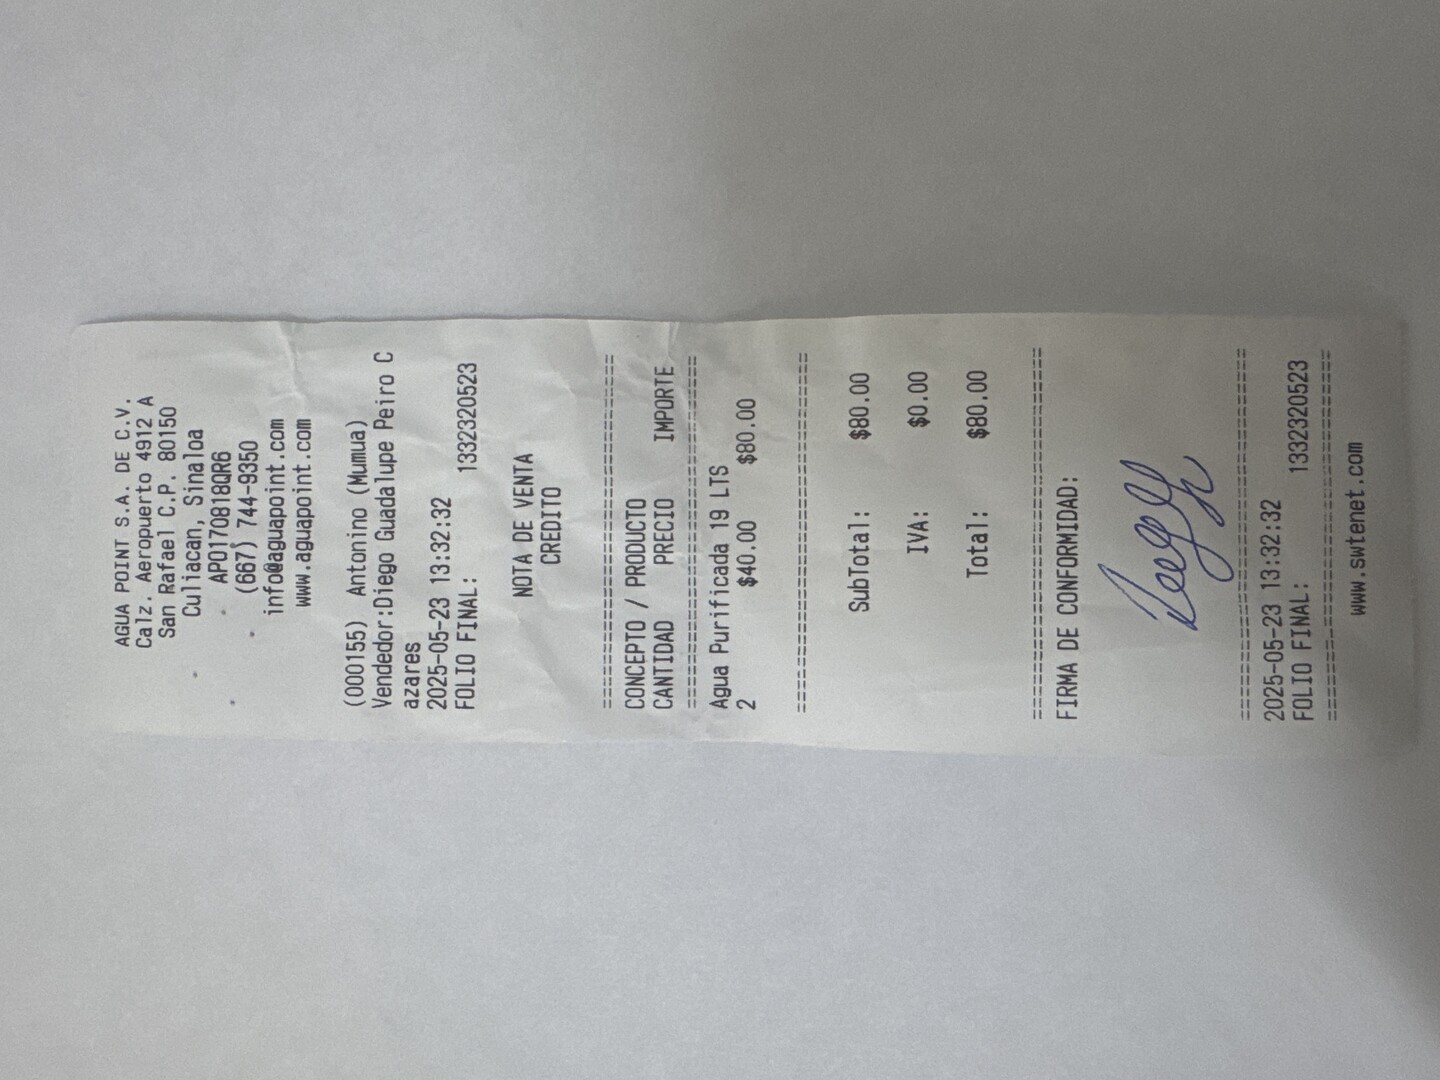 AGUA POINT S.A. DE C.V.
Calz. Aeropuerto 4912 A
San Rafael C.P. 80150
Culiacan, Sinaloa
APO170818QR6
(667) 744-9350
info@aguapoint.com
www.aguapoint.com
(000155) Antonino (Mumua)
Vendedor:Diego Guadalupe Peiro C
azares
2025-05-23 13:32:32
FOLIO FINAL: 1332320523
NOTA DE VENTA
CREDITO
================================
CONCEPTO / PRODUCTO
CANTIDAD PRECIO IMPORTE
================================
Agua Purificada 19 LTS
2 $40.00 $80.00
================================
SubTotal: $80.00
IVA: $0.00
Total: $80.00
================================
FIRMA DE CONFORMIDAD:
================================
2025-05-23 13:32:32
FOLIO FINAL: 1332320523
================================
www.swtenet.com